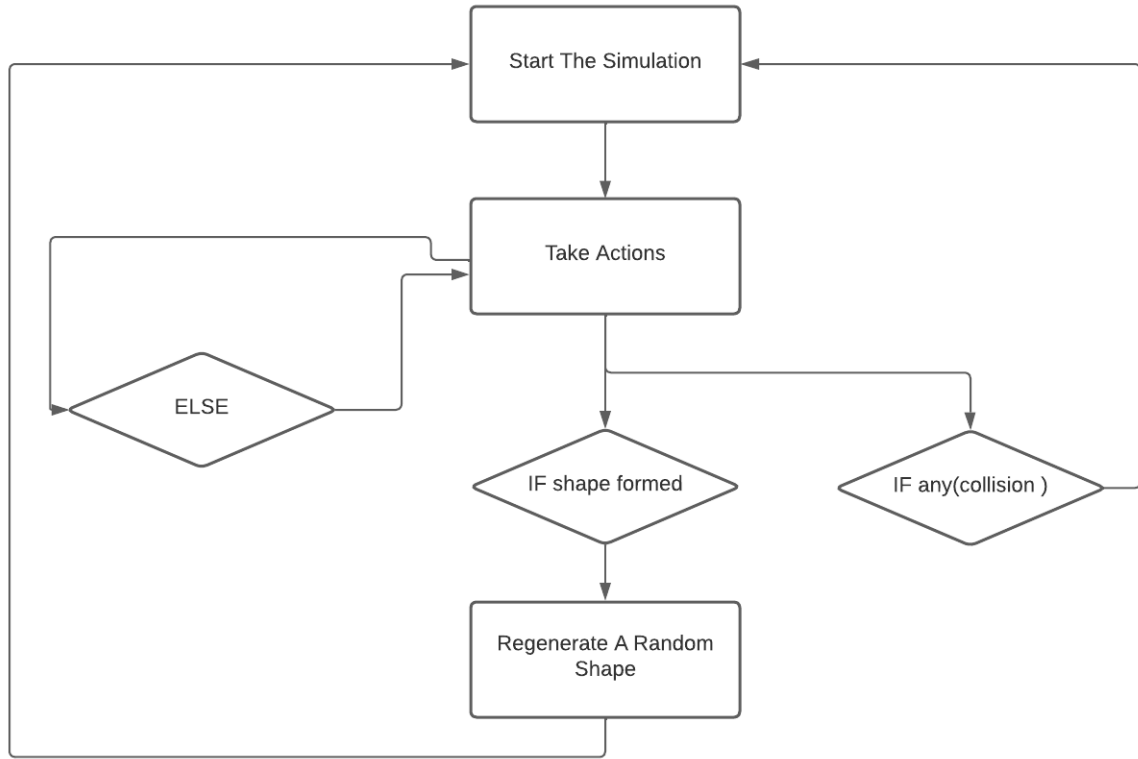 Start The Simulation
Take Actions
ELSE
IF shape formed
IF any(collision )
Regenerate A Random
Shape